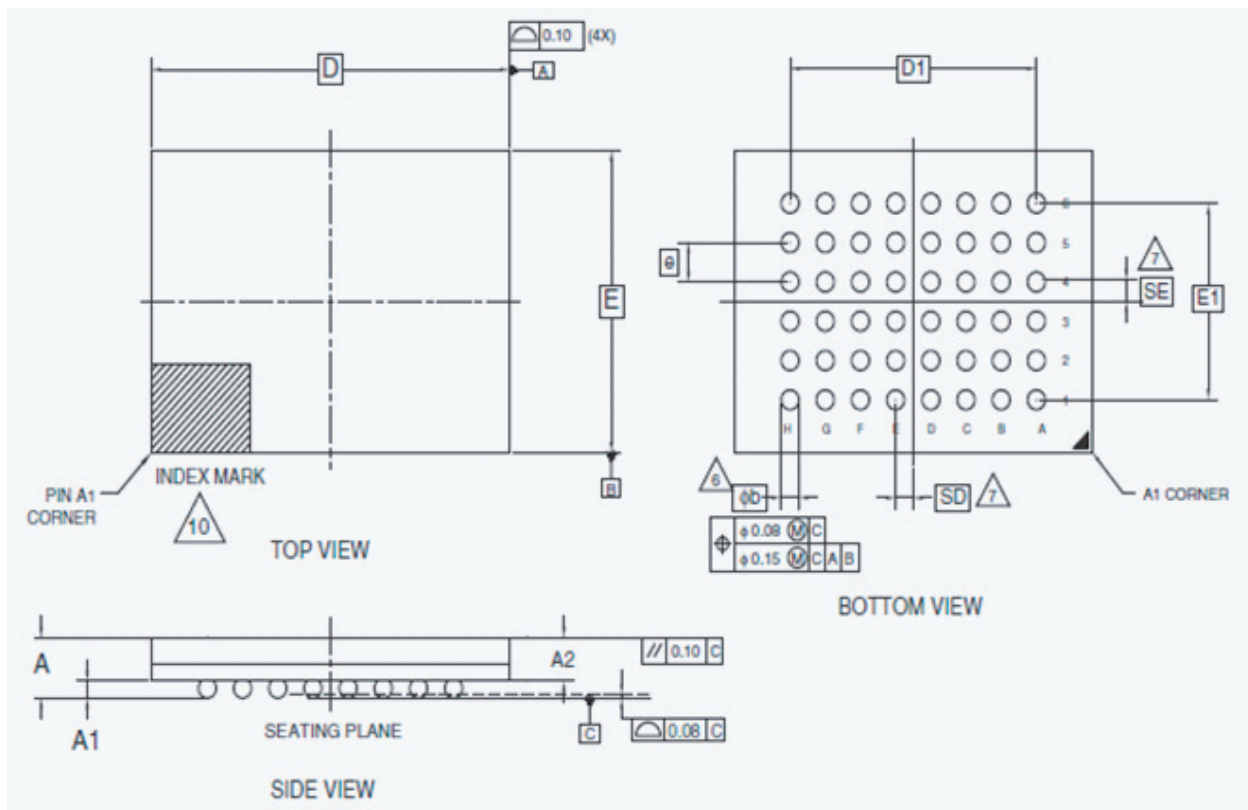 0.10 (4X)
D
A
E
B
PIN A1
CORNER
INDEX MARK
10
TOP VIEW
D1
6
5
4
3
2
1
e
7
SE
E1
H G F E D C B A
6
φb
SD
7
A1 CORNER
φ 0.08 M C
φ 0.15 M C A B
BOTTOM VIEW
A
A1
A2
// 0.10 C
C
0.08 C
SEATING PLANE
SIDE VIEW